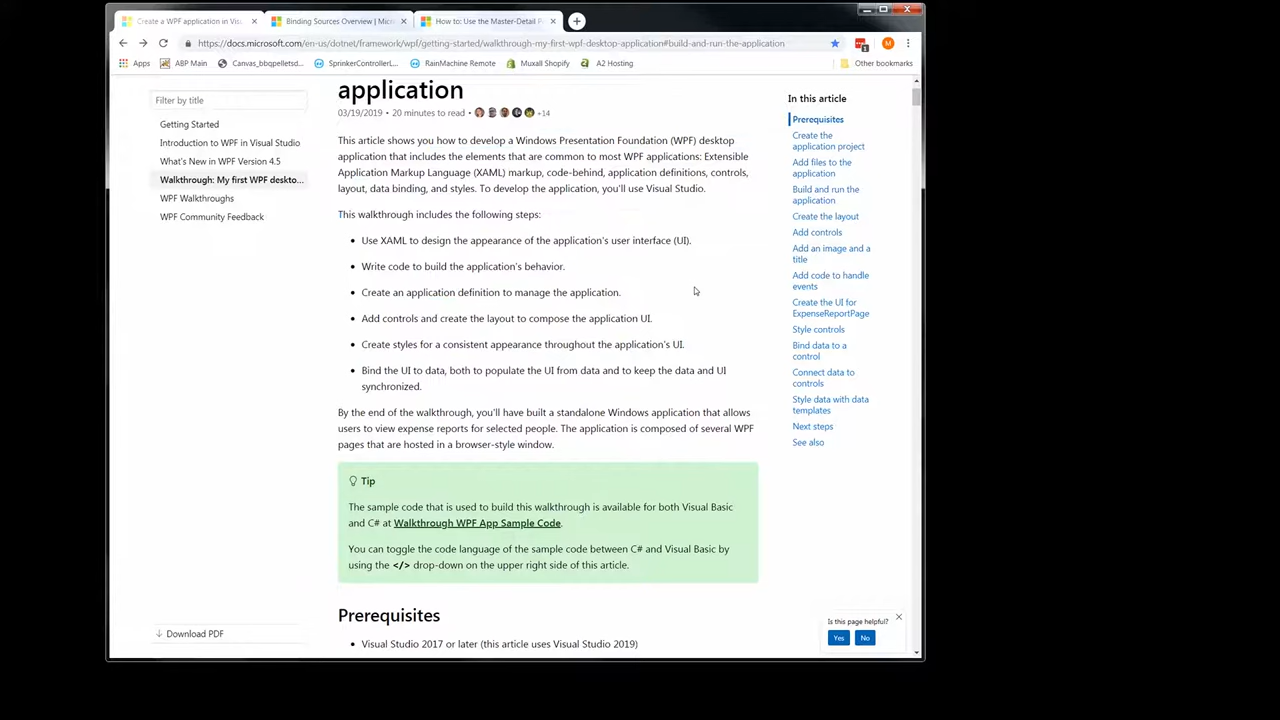 Create a WPF application in Visu
Binding Sources Overview | Micro
How to: Use the Master-Detail P
https://docs.microsoft.com/en-us/dotnet/framework/wpf/getting-started/walkthrough-my-first-wpf-desktop-application#build-and-run-the-application
M
Apps
ABP Main
Canvas_bbqpelletsd...
SprinkerControllerL...
RainMachine Remote
Muxall Shopify
A2 Hosting
Other bookmarks
Filter by title
Getting Started
Introduction to WPF in Visual Studio
What's New in WPF Version 4.5
Walkthrough: My first WPF deskto...
WPF Walkthroughs
WPF Community Feedback
Download PDF
application
03/19/2019 • 20 minutes to read • +14
This article shows you how to develop a Windows Presentation Foundation (WPF) desktop
application that includes the elements that are common to most WPF applications: Extensible
Application Markup Language (XAML) markup, code-behind, application definitions, controls,
layout, data binding, and styles. To develop the application, you'll use Visual Studio.
This walkthrough includes the following steps:
• Use XAML to design the appearance of the application's user interface (UI).
• Write code to build the application's behavior.
• Create an application definition to manage the application.
• Add controls and create the layout to compose the application UI.
• Create styles for a consistent appearance throughout the application's UI.
• Bind the UI to data, both to populate the UI from data and to keep the data and UI
synchronized.
By the end of the walkthrough, you'll have built a standalone Windows application that allows
users to view expense reports for selected people. The application is composed of several WPF
pages that are hosted in a browser-style window.
Tip
The sample code that is used to build this walkthrough is available for both Visual Basic
and C# at Walkthrough WPF App Sample Code.
You can toggle the code language of the sample code between C# and Visual Basic by
using the </> drop-down on the upper right side of this article.
Prerequisites
• Visual Studio 2017 or later (this article uses Visual Studio 2019)
In this article
Prerequisites
Create the
application project
Add files to the
application
Build and run the
application
Create the layout
Add controls
Add an image and a
title
Add code to handle
events
Create the UI for
ExpenseReportPage
Style controls
Bind data to a
control
Connect data to
controls
Style data with data
templates
Next steps
See also
Is this page helpful?
Yes
No